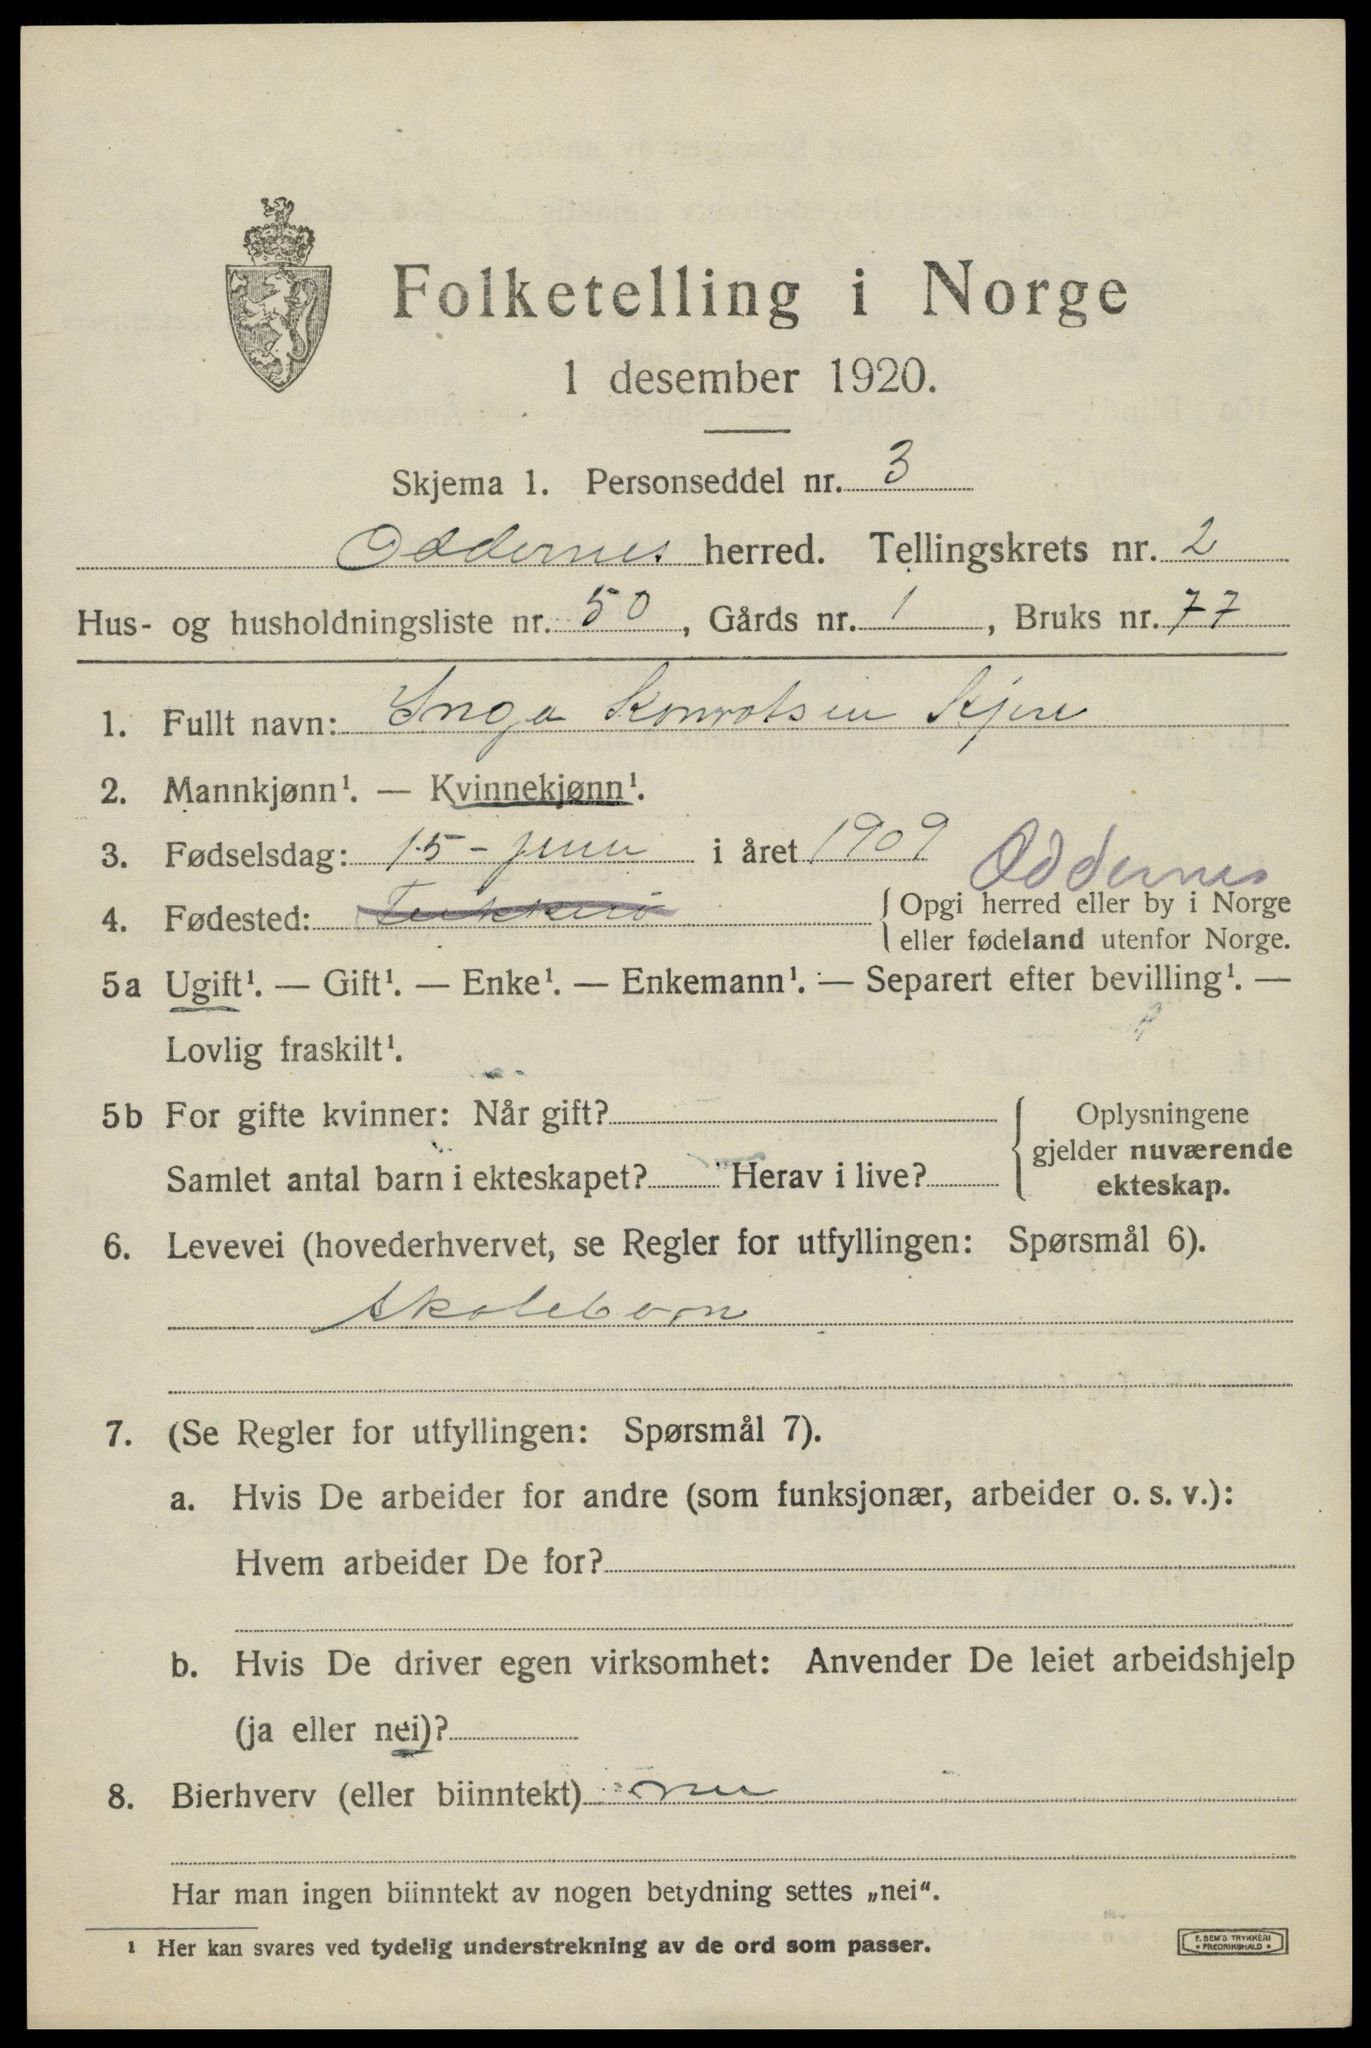 Folketelling i Norge
1 desember 1920.
Skjema 1. Personseddel nr. 3
Oddernes herred. Tellingskrets nr. 2
Hus- og husholdningsliste nr. 50, Gårds nr. 1, Bruks nr. 77
1. Fullt navn: Inga Konratsen Kjere
2. Mannkjønn¹. — Kvinnekjønn¹.
3. Fødselsdag: 15 - juni i året 1909
Oddernes
4. Fødested: { Opgi herred eller by i Norge
eller fødeland utenfor Norge.
5a Ugift¹. — Gift¹. — Enke¹. — Enkemann¹. — Separert efter bevilling¹. —
Lovlig fraskilt¹.
5b For gifte kvinner: Når gift? { Oplysningene
gjelder nuværende
Samlet antal barn i ekteskapet? Herav i live? ekteskap.
6. Levevei (hovederhvervet, se Regler for utfyllingen: Spørsmål 6).
Skolebarn
7. (Se Regler for utfyllingen: Spørsmål 7).
a. Hvis De arbeider for andre (som funksjonær, arbeider o. s. v.):
Hvem arbeider De for?
b. Hvis De driver egen virksomhet: Anvender De leiet arbeidshjelp
(ja eller nei)?
8. Bierhverv (eller biinntekt) nei
Har man ingen biinntekt av nogen betydning settes „nei“.
¹ Her kan svares ved tydelig understrekning av de ord som passer.
E. SEM'S TRYKKERI
FREDRIKSHALD